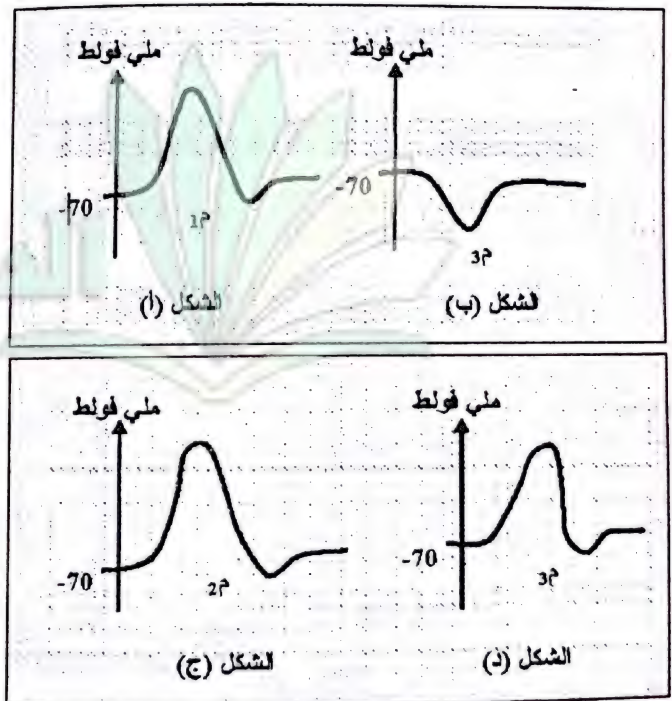 ملي فولط
ملي فولط
-70
-70
م1
م3
الشكل (أ)
الشكل (ب)
ملي فولط
ملي فولط
-70
-70
م2
م3
الشكل (ج)
الشكل (د)